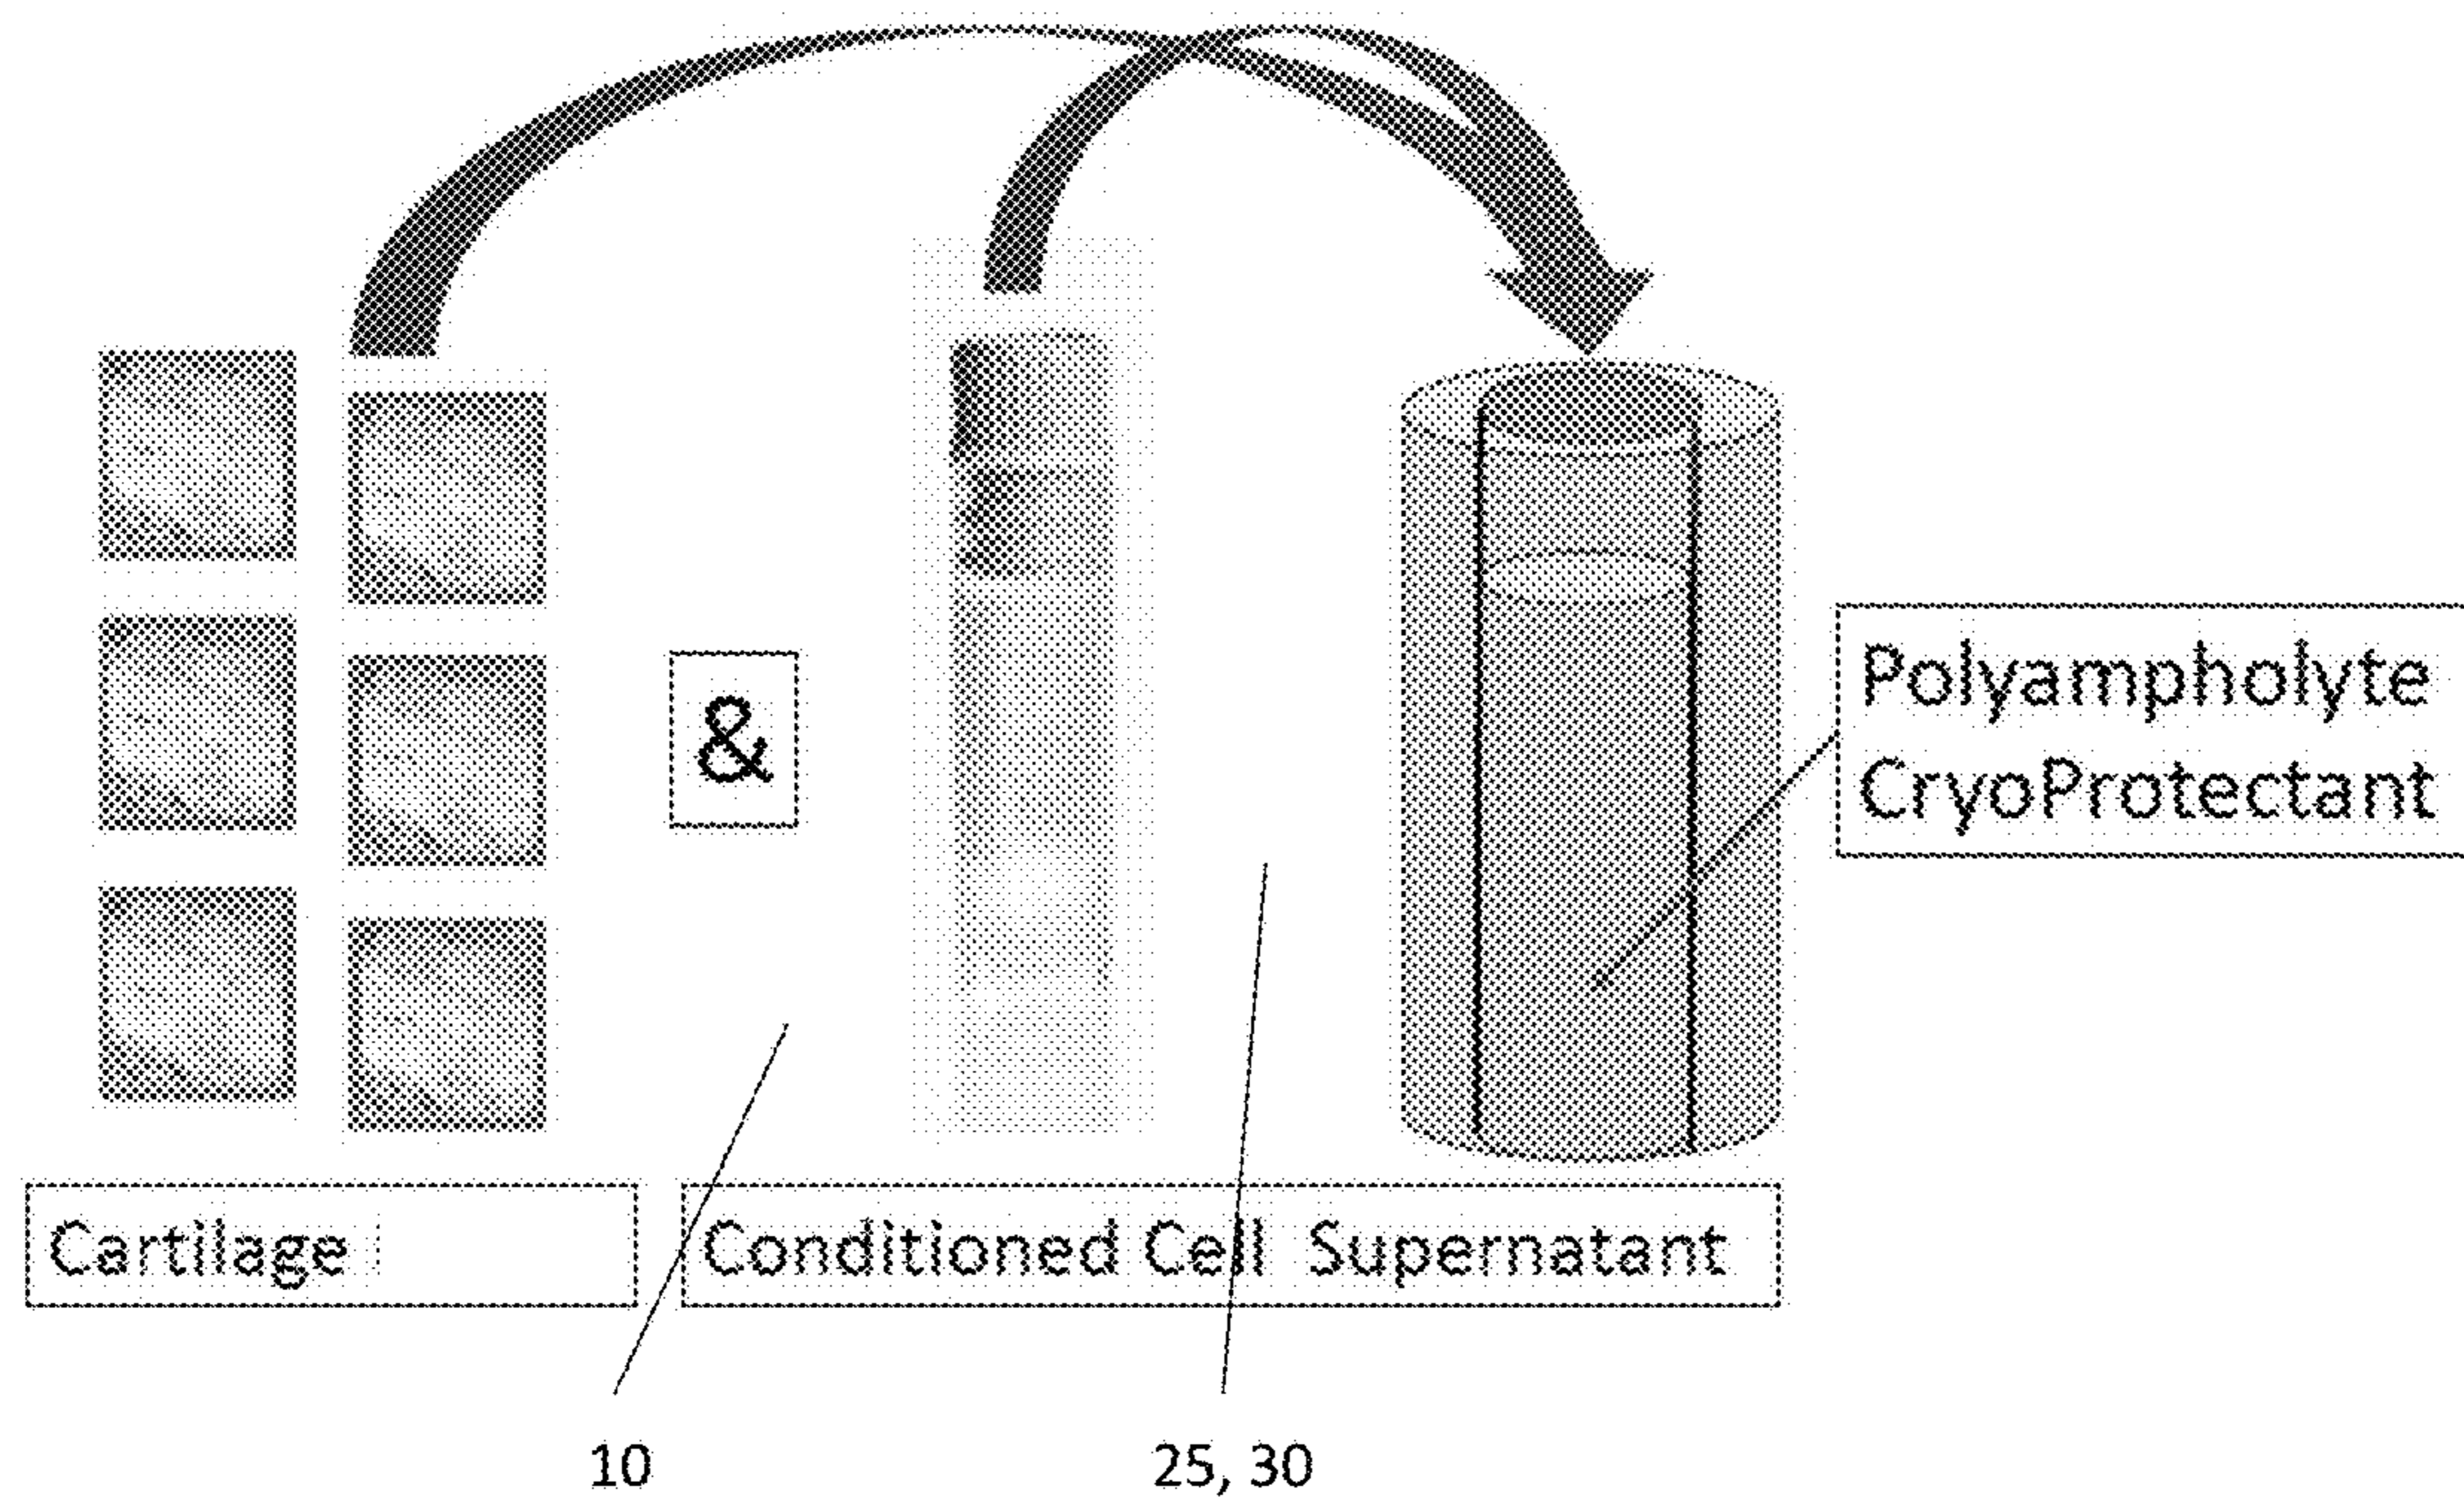 &
Polyampholyte
CryoProtectant
Cartilage
Conditioned Cell Supernatant
10
25, 30